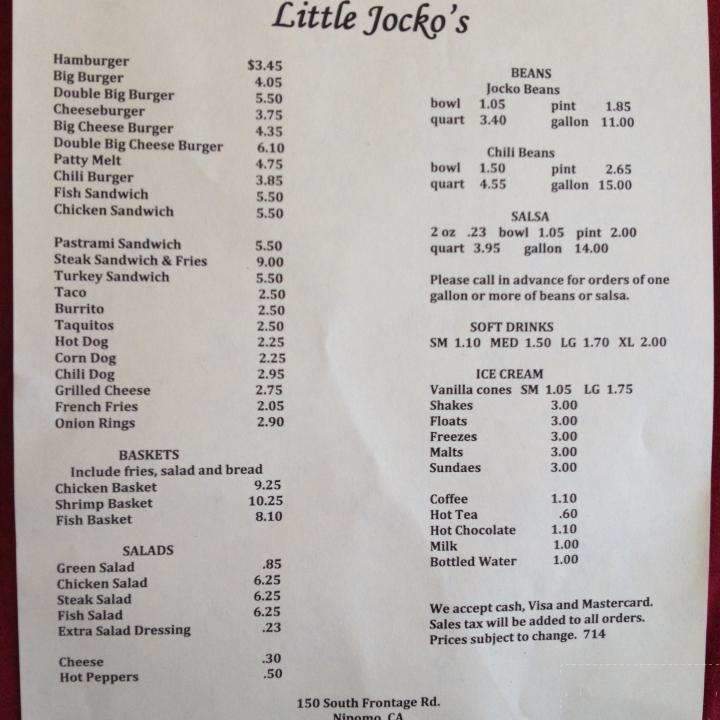 Little Jocko's
Hamburger $3.45
Big Burger 4.05
Double Big Burger 5.50
Cheeseburger 3.75
Big Cheese Burger 4.35
Double Big Cheese Burger 6.10
Patty Melt 4.75
Chili Burger 3.85
Fish Sandwich 5.50
Chicken Sandwich 5.50
Pastrami Sandwich 5.50
Steak Sandwich & Fries 9.00
Turkey Sandwich 5.50
Taco 2.50
Burrito 2.50
Taquitos 2.50
Hot Dog 2.25
Corn Dog 2.25
Chili Dog 2.95
Grilled Cheese 2.75
French Fries 2.05
Onion Rings 2.90
BASKETS
Include fries, salad and bread
Chicken Basket 9.25
Shrimp Basket 10.25
Fish Basket 8.10
SALADS
Green Salad .85
Chicken Salad 6.25
Steak Salad 6.25
Fish Salad 6.25
Extra Salad Dressing .23
Cheese .30
Hot Peppers .50
BEANS
Jocko Beans
bowl 1.05 pint 1.85
quart 3.40 gallon 11.00
Chili Beans
bowl 1.50 pint 2.65
quart 4.55 gallon 15.00
SALSA
2 oz .23 bowl 1.05 pint 2.00
quart 3.95 gallon 14.00
Please call in advance for orders of one
gallon or more of beans or salsa.
SOFT DRINKS
SM 1.10 MED 1.50 LG 1.70 XL 2.00
ICE CREAM
Vanilla cones SM 1.05 LG 1.75
Shakes 3.00
Floats 3.00
Freezes 3.00
Malts 3.00
Sundaes 3.00
Coffee 1.10
Hot Tea .60
Hot Chocolate 1.10
Milk 1.00
Bottled Water 1.00
We accept cash, Visa and Mastercard.
Sales tax will be added to all orders.
Prices subject to change. 714
150 South Frontage Rd.
Nipomo, CA